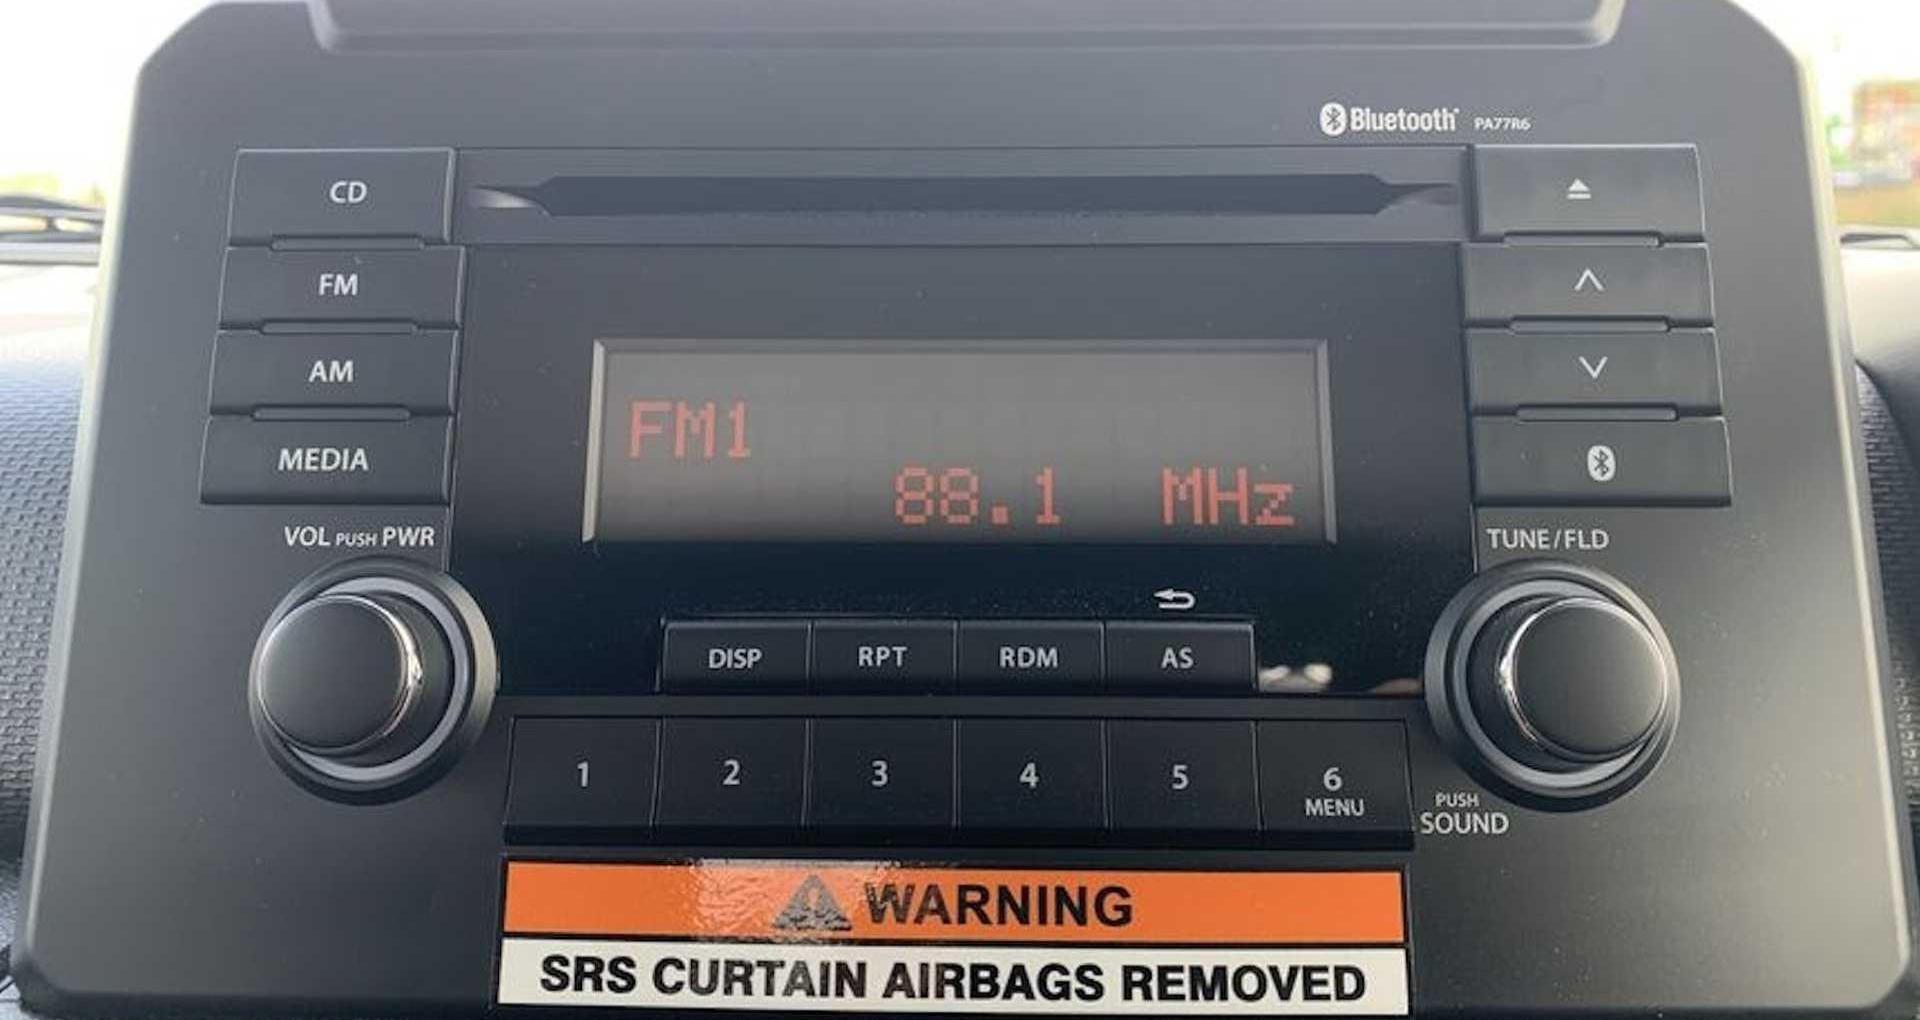 Bluetooth PA77R6
CD
FM
AM
MEDIA
FM1
88.1 MHz
VOL PUSH PWR
TUNE/FLD
DISP RPT RDM AS
1 2 3 4 5 6
MENU
PUSH
SOUND
WARNING
SRS CURTAIN AIRBAGS REMOVED